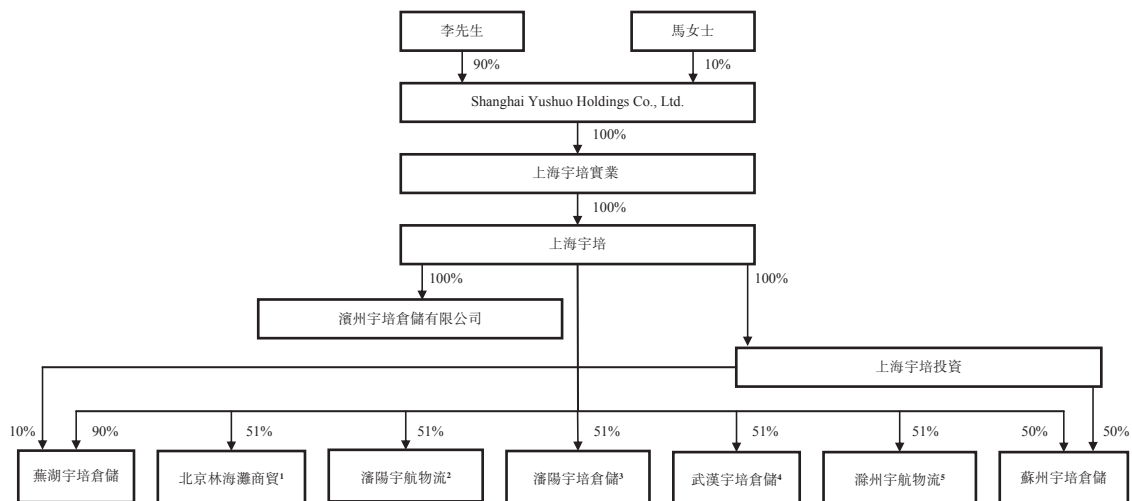 李先生
馬女士
90%
10%
Shanghai Yushuo Holdings Co., Ltd.
100%
上海宇培實業
100%
上海宇培
100%
100%
濱州宇培倉儲有限公司
上海宇培投資
10%
90%
51%
51%
51%
51%
51%
50%
50%
蕪湖宇培倉儲
北京林海灘商貿¹
瀋陽宇航物流²
瀋陽宇培倉儲³
武漢宇培倉儲⁴
滁州宇航物流⁵
蘇州宇培倉儲